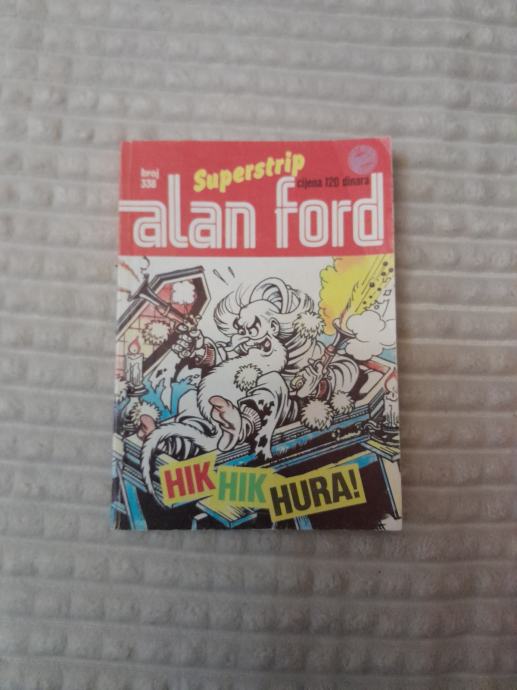 broj
338
Superstrip
cijena 120 dinara
alan ford
HIK HIK HURA!